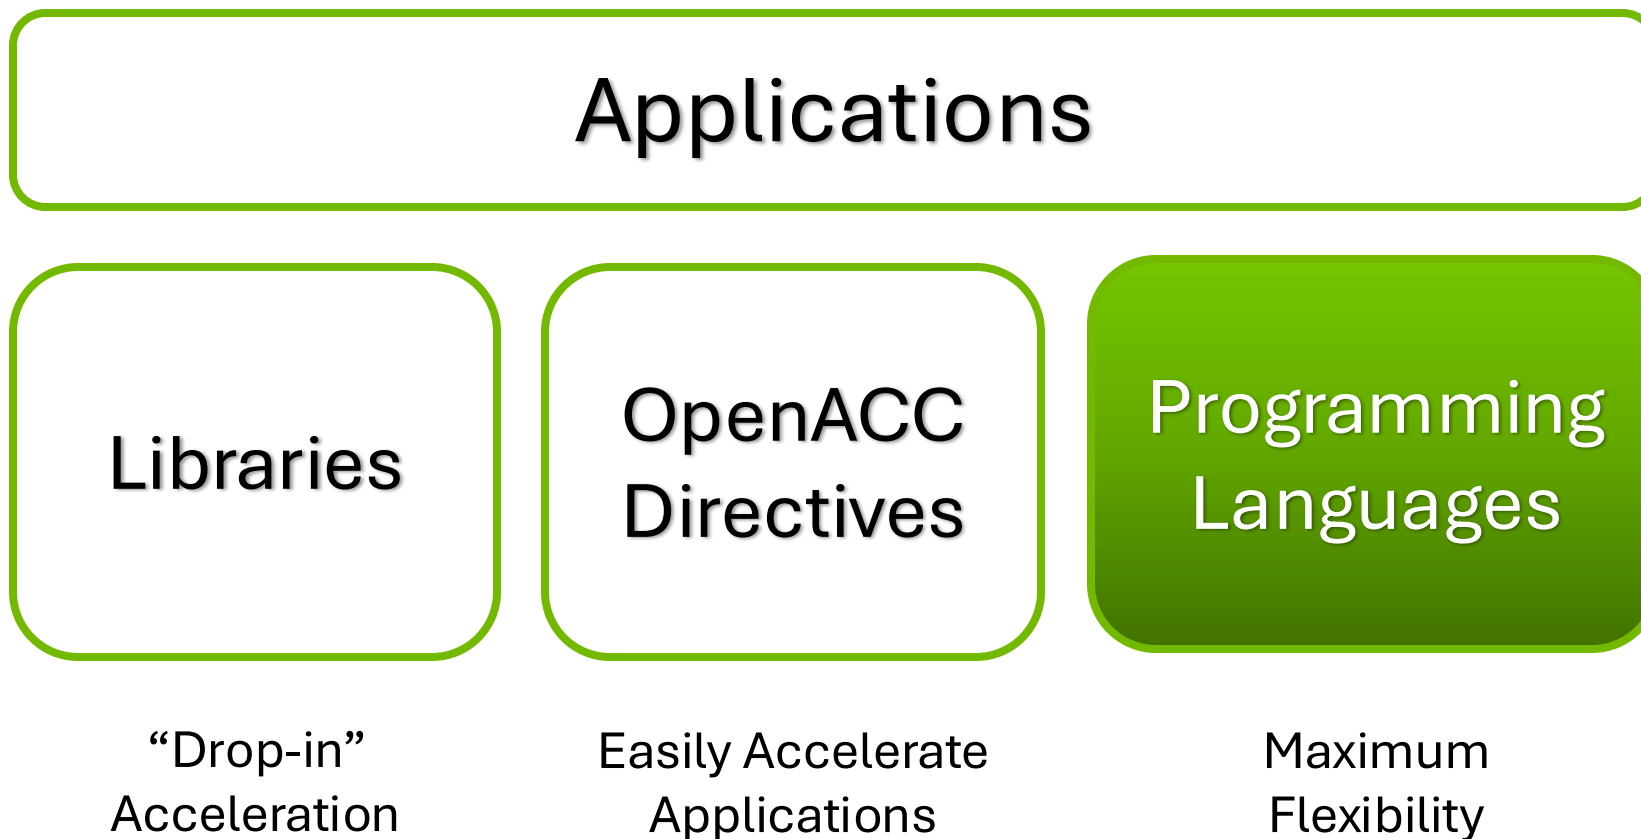 Applications
Libraries
OpenACC
Directives
Programming
Languages
“Drop-in”
Acceleration
Easily Accelerate
Applications
Maximum
Flexibility